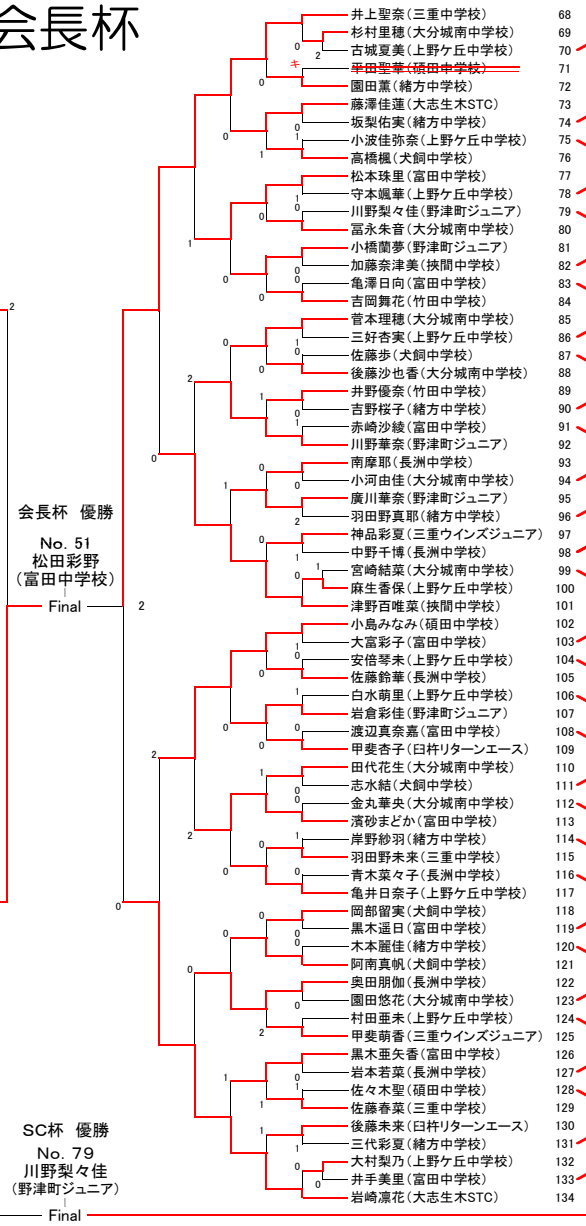 会長杯
井上聖奈(三重中学校) 68
杉村里穂(大分城南中学校) 69
古城夏美(上野ケ丘中学校) 70
平田聖華(碩田中学校) 71
園田薫(緒方中学校) 72
藤澤佳蓮(大志生木STC) 73
坂梨佑実(緒方中学校) 74
小波佳弥奈(上野ケ丘中学校) 75
高橋楓(犬飼中学校) 76
松本珠里(富田中学校) 77
守本颯華(上野ケ丘中学校) 78
川野梨々佳(野津町ジュニア) 79
冨永朱音(大分城南中学校) 80
小橋蘭夢(野津町ジュニア) 81
加藤奈津美(挾間中学校) 82
亀澤日向(富田中学校) 83
吉岡舞花(竹田中学校) 84
菅本理穂(大分城南中学校) 85
三好杏実(上野ケ丘中学校) 86
佐藤歩(犬飼中学校) 87
後藤沙也香(大分城南中学校) 88
井野優奈(竹田中学校) 89
吉野桜子(緒方中学校) 90
赤崎沙綾(富田中学校) 91
川野華奈(野津町ジュニア) 92
南摩耶(長洲中学校) 93
小河由佳(大分城南中学校) 94
廣川華奈(野津町ジュニア) 95
羽田野真耶(緒方中学校) 96
神品彩夏(三重ウインズジュニア) 97
中野千博(長洲中学校) 98
宮崎結菜(大分城南中学校) 99
麻生香保(上野ケ丘中学校) 100
津野百唯菜(挾間中学校) 101
小島みなみ(碩田中学校) 102
大富彩子(富田中学校) 103
安倍琴未(上野ケ丘中学校) 104
佐藤鈴華(長洲中学校) 105
白水萌里(上野ケ丘中学校) 106
岩倉彩佳(野津町ジュニア) 107
渡辺真奈嘉(富田中学校) 108
甲斐杏子(臼杵リターンエース) 109
田代花生(大分城南中学校) 110
志水結(犬飼中学校) 111
金丸華央(大分城南中学校) 112
濱砂まどか(富田中学校) 113
岸野紗羽(緒方中学校) 114
羽田野未来(三重中学校) 115
青木菜々子(長洲中学校) 116
亀井日奈子(上野ケ丘中学校) 117
岡部留実(犬飼中学校) 118
黒木遥日(富田中学校) 119
木本麗佳(緒方中学校) 120
阿南真帆(犬飼中学校) 121
奥田朋伽(長洲中学校) 122
園田悠花(大分城南中学校) 123
村田亜未(上野ケ丘中学校) 124
甲斐萌香(三重ウインズジュニア) 125
黒木亜矢香(富田中学校) 126
岩本若菜(長洲中学校) 127
佐々木聖(碩田中学校) 128
佐藤春菜(三重中学校) 129
後藤未来(臼杵リターンエース) 130
三代彩夏(緒方中学校) 131
大村梨乃(上野ケ丘中学校) 132
井手美里(富田中学校) 133
岩崎凛花(大志生木STC) 134
会長杯 優勝
No. 51
松田彩野
(富田中学校)
Final 2
SC杯 優勝
No. 79
川野梨々佳
(野津町ジュニア)
Final